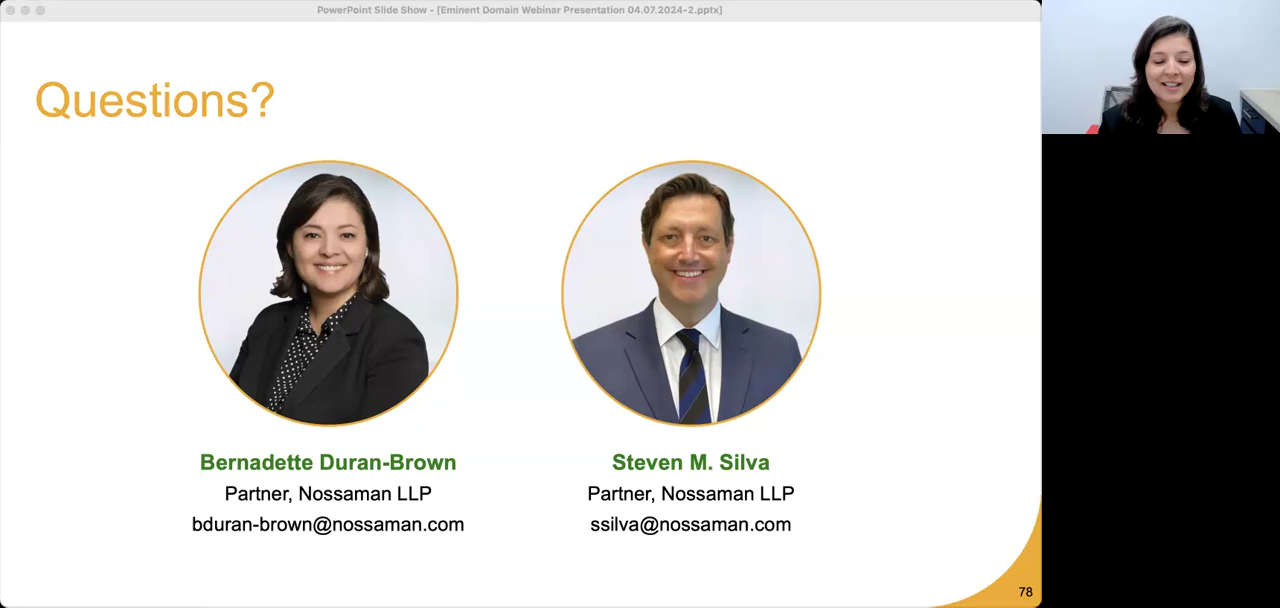 PowerPoint Slide Show - [Eminent Domain Webinar Presentation 04.07.2024-2.pptx]
Questions?
Bernadette Duran-Brown
Partner, Nossaman LLP
bduran-brown@nossaman.com
Steven M. Silva
Partner, Nossaman LLP
ssilva@nossaman.com
78